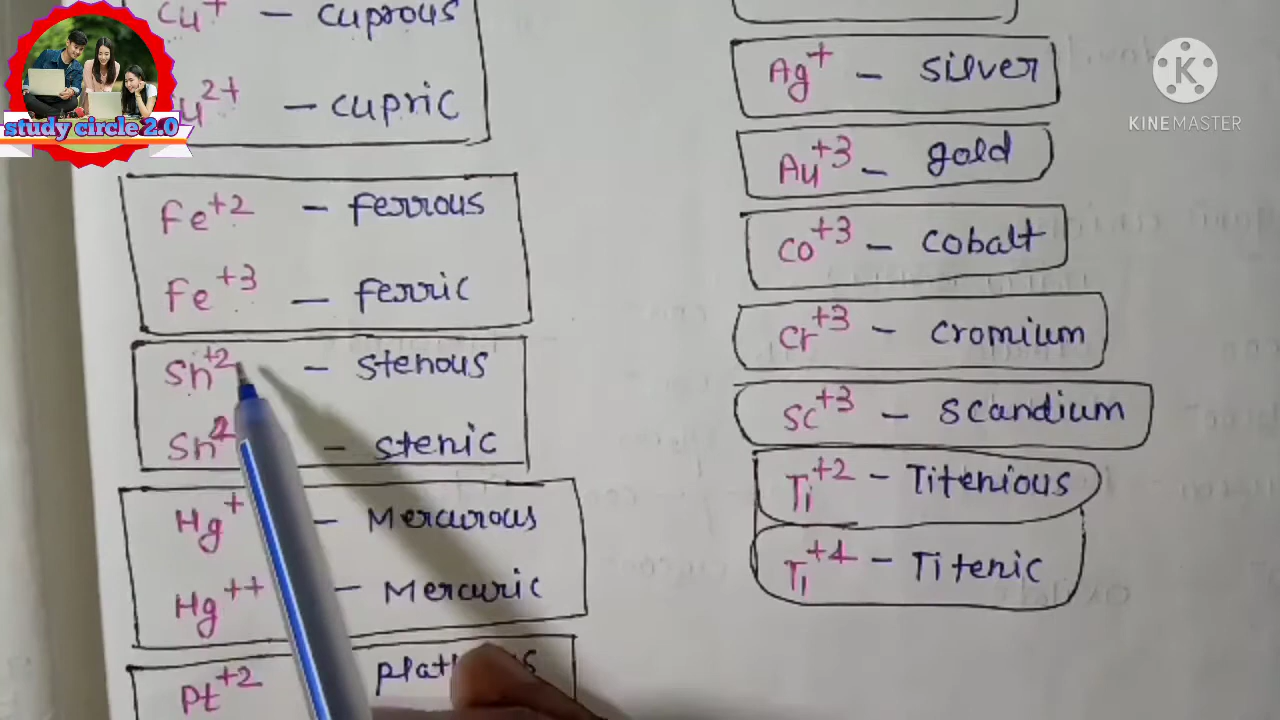 Cu+ – cuprous
2+ – cupric
study circle 2.0
Fe+2 – Ferrous
Fe+3 – Ferric
Sn+2 – stenous
Sn – stenic
Hg+ – Mercurous
Hg++ – Mercuric
Pt+2
Ag+ – silver
Au+3 – gold
Co+3 – cobalt
Cr+3 – cromium
Sc+3 – scandium
Ti+2 – Titenious
Ti+4 – Titenic
K
KINEMASTER